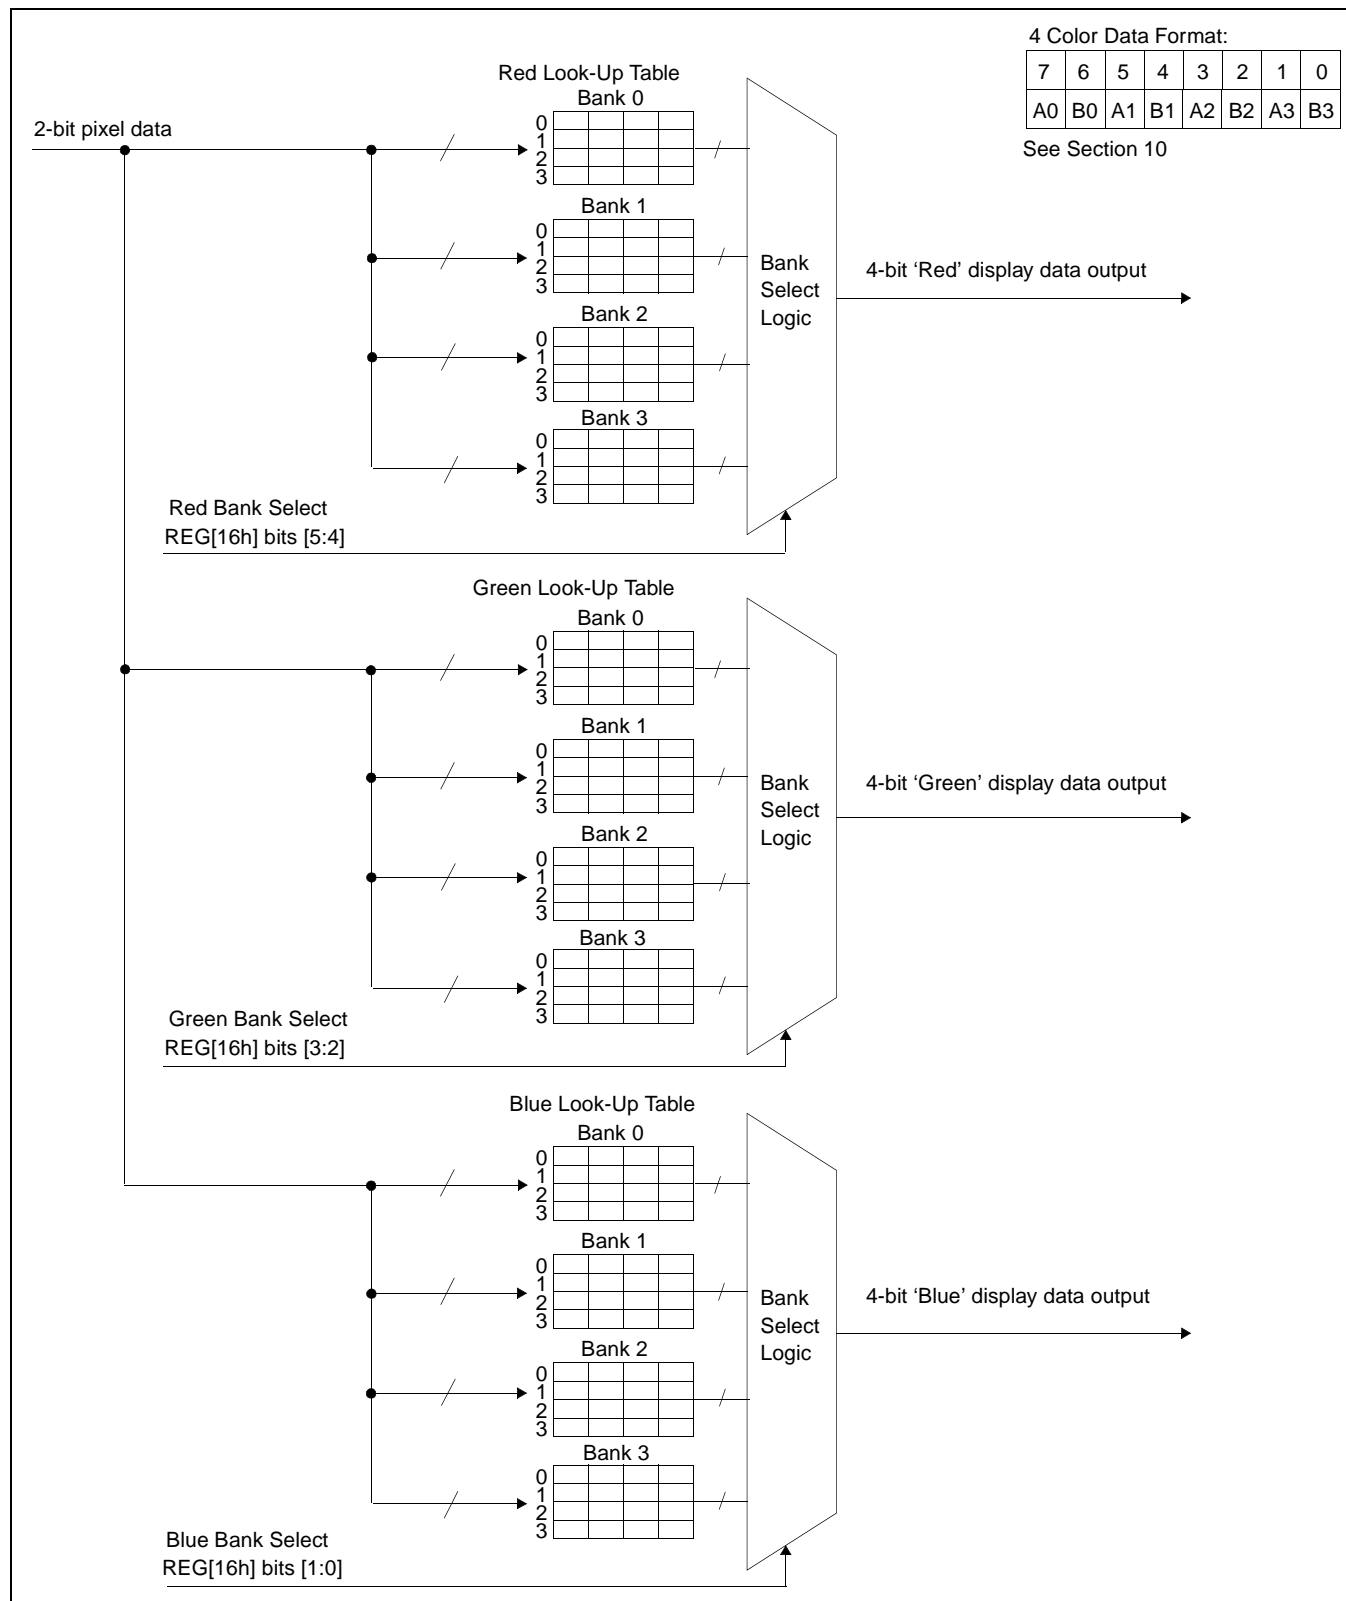 4 Color Data Format:
7 6 5 4 3 2 1 0
A0 B0 A1 B1 A2 B2 A3 B3
See Section 10
2-bit pixel data
Red Look-Up Table
Bank 0
0
1
2
3
Bank 1
0
1
2
3
Bank 2
0
1
2
3
Bank 3
0
1
2
3
Bank
Select
Logic
4-bit ‘Red’ display data output
Red Bank Select
REG[16h] bits [5:4]
Green Look-Up Table
Bank 0
0
1
2
3
Bank 1
0
1
2
3
Bank 2
0
1
2
3
Bank 3
0
1
2
3
Bank
Select
Logic
4-bit ‘Green’ display data output
Green Bank Select
REG[16h] bits [3:2]
Blue Look-Up Table
Bank 0
0
1
2
3
Bank 1
0
1
2
3
Bank 2
0
1
2
3
Bank 3
0
1
2
3
Bank
Select
Logic
4-bit ‘Blue’ display data output
Blue Bank Select
REG[16h] bits [1:0]